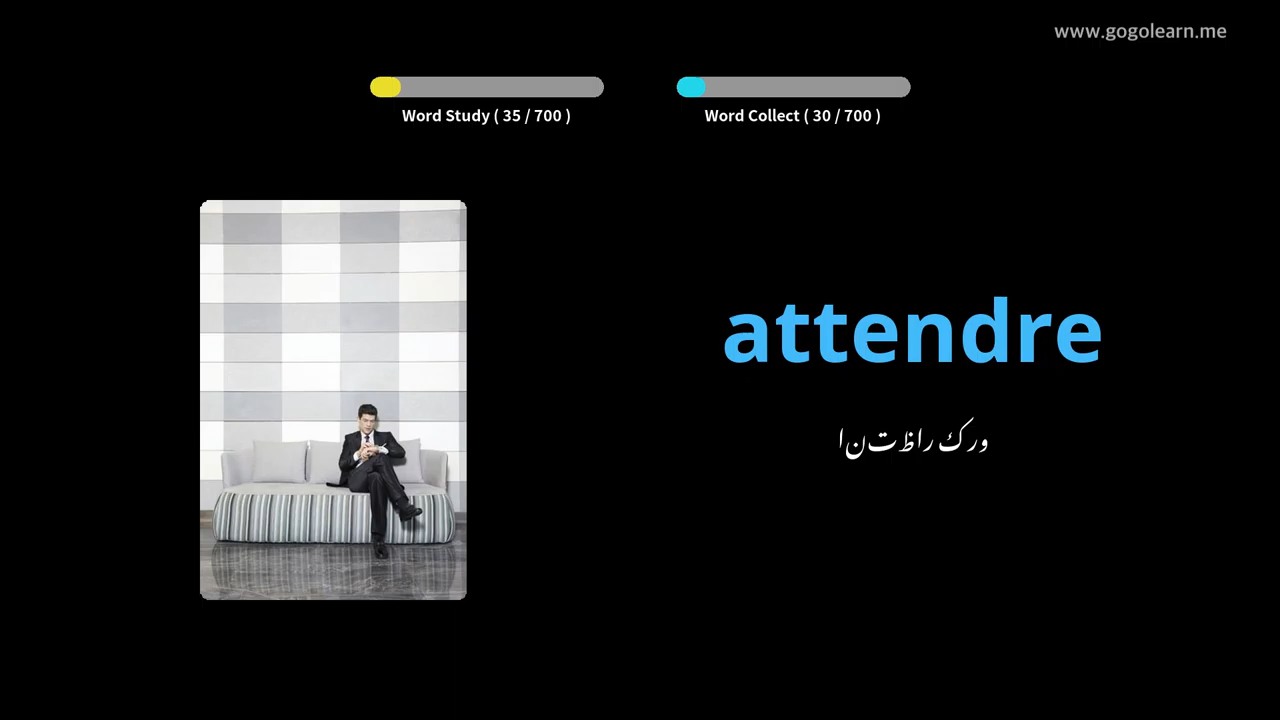 www.gogolearn.me
Word Study ( 35 / 700 )
Word Collect ( 30 / 700 )
attendre
انتظار کرو